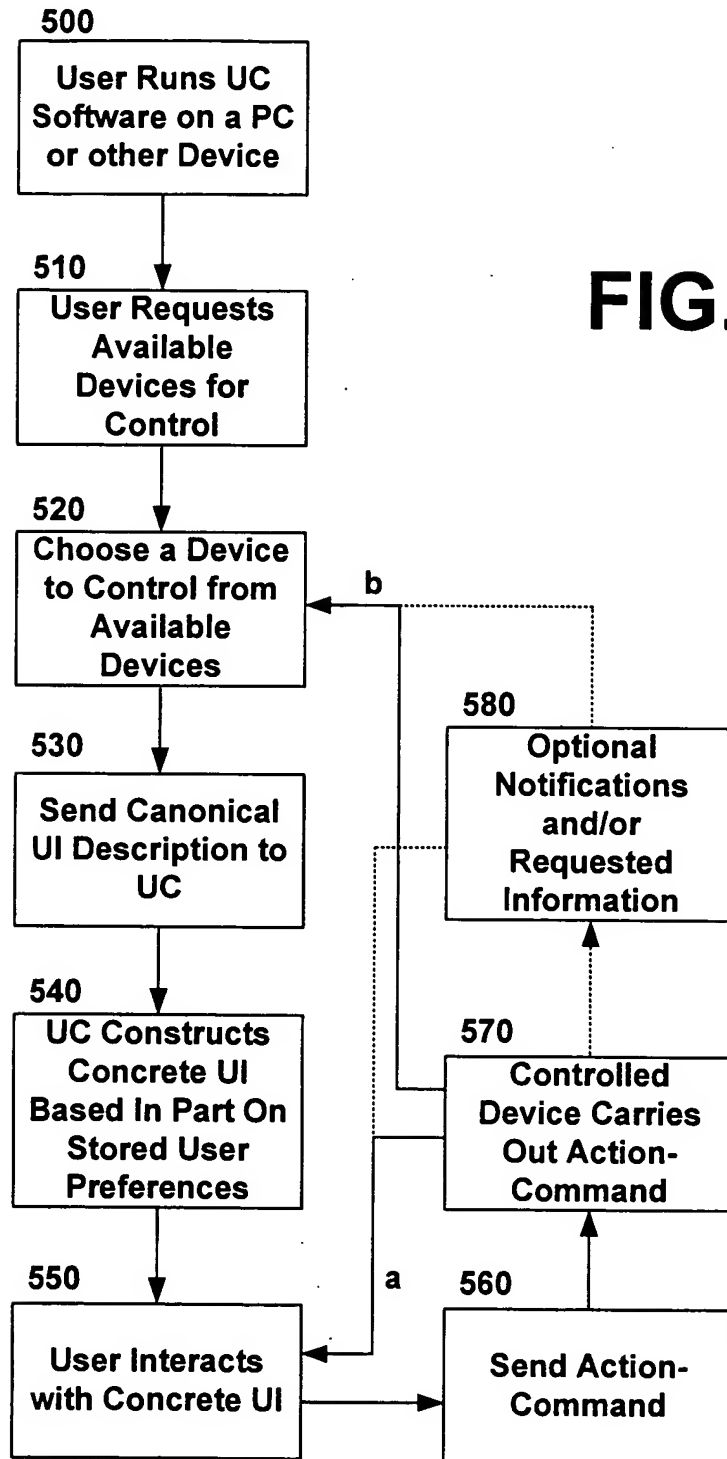 500
User Runs UC
Software on a PC
or other Device
510
User Requests
Available
Devices for
Control
FIG.
520
Choose a Device
to Control from
Available
Devices
b
530
Send Canonical
UI Description to
UC
580
Optional
Notifications
and/or
Requested
Information
540
UC Constructs
Concrete UI
Based In Part On
Stored User
Preferences
570
Controlled
Device Carries
Out Action-
Command
550
User Interacts
with Concrete UI
a
560
Send Action-
Command